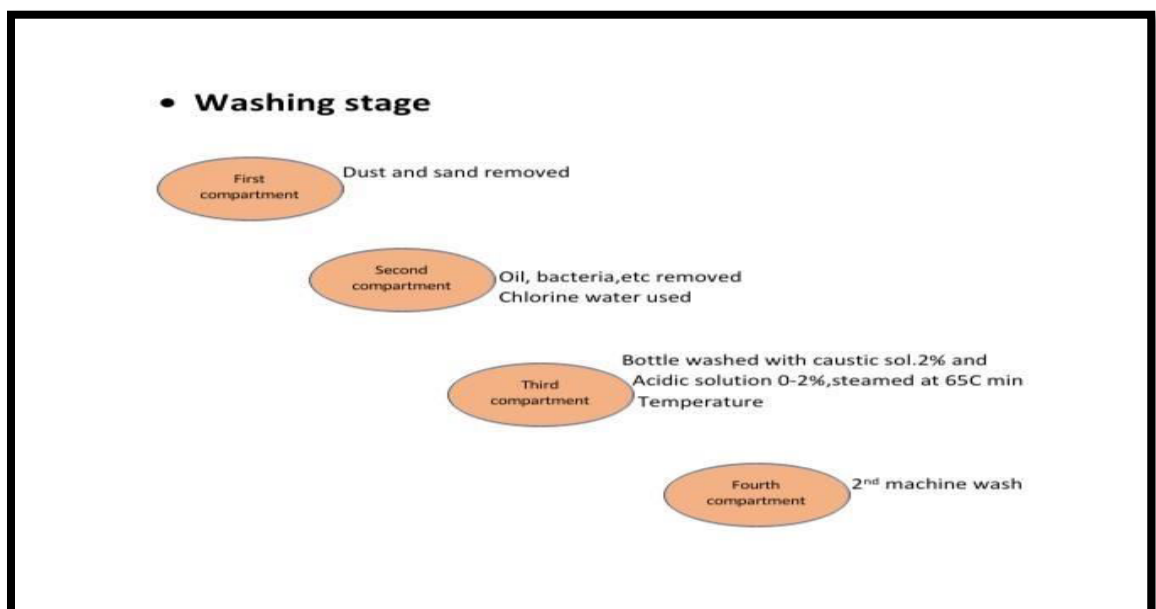 • Washing stage
First
compartment
Dust and sand removed
Second
compartment
Oil, bacteria,etc removed
Chlorine water used
Third
compartment
Bottle washed with caustic sol.2% and
Acidic solution 0-2%,steamed at 65C min
Temperature
Fourth
compartment
2nd machine wash